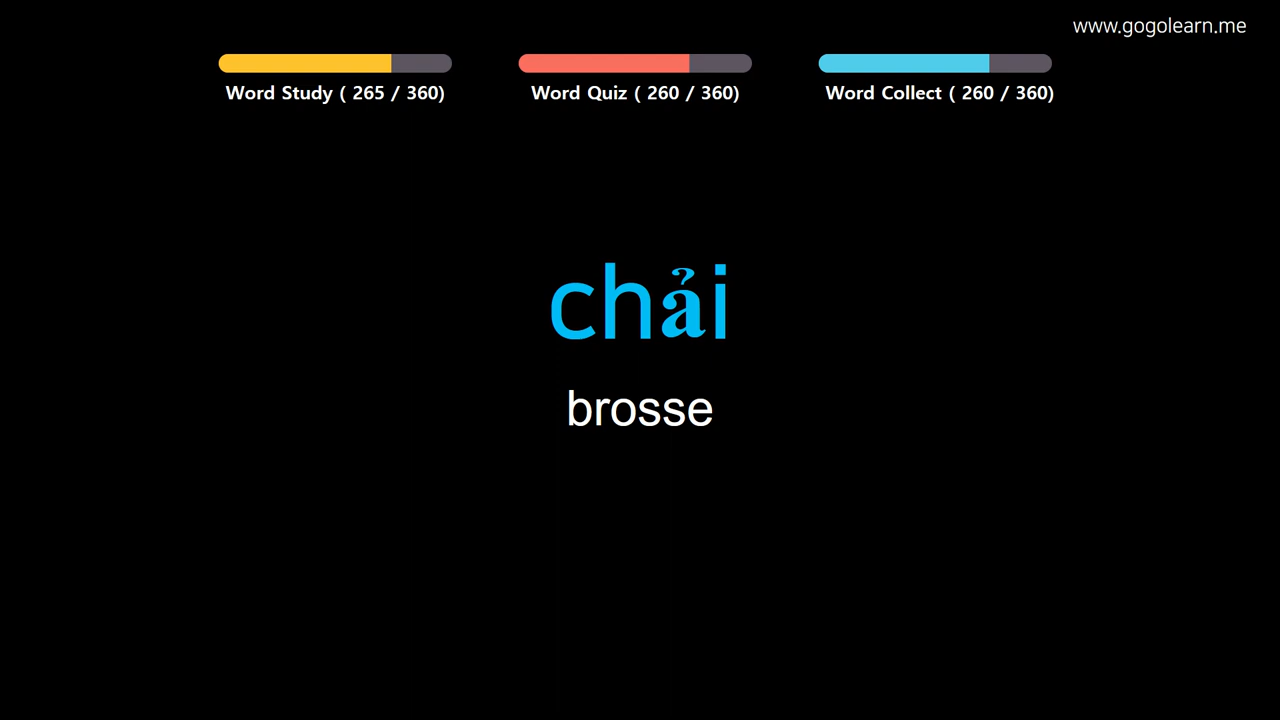 www.gogolearn.me
Word Study ( 265 / 360)
Word Quiz ( 260 / 360)
Word Collect ( 260 / 360)
chải
brosse